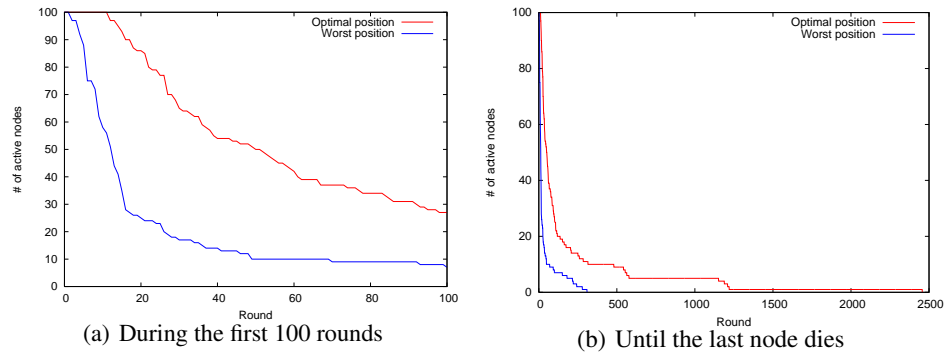 100
90
80
70
60
50
40
30
20
10
0
# of active nodes
Optimal position
Worst position
0
20
40
60
80
100
Round
(a) During the first 100 rounds
100
80
60
40
20
0
# of active nodes
Optimal position
Worst position
0
500
1000
1500
2000
2500
Round
(b) Until the last node dies